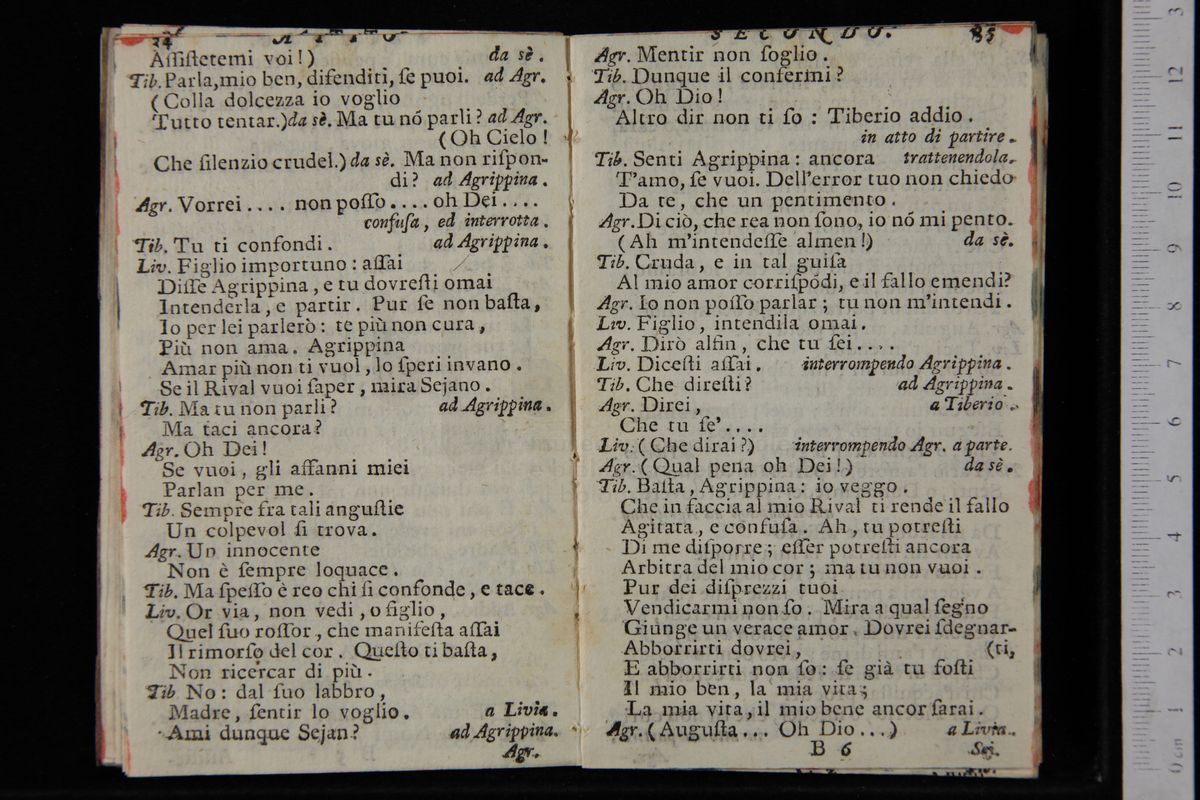 34 ATTO
Aſſiſtetemi voi!) da sè.
Tib. Parla, mio ben, difenditi, ſe puoi. ad Agr.
(Colla dolcezza io voglio
Tutto tentar.) da sè. Ma tu nó parli? ad Agr.
(Oh Cielo!
Che ſilenzio crudel.) da sè. Ma non riſpon-
di? ad Agrippina.
Agr. Vorrei .... non poſſo .... oh Dei ....
confuſa, ed interrotta.
Tib. Tu ti confondi. ad Agrippina.
Liv. Figlio importuno: aſſai
Diſſe Agrippina, e tu dovreſti omai
Intenderla, e partir. Pur ſe non baſta,
Io per lei parlerò: te più non cura,
Più non ama. Agrippina
Amar più non ti vuol, lo ſperi invano.
Se il Rival vuoi ſaper, mira Sejano.
Tib. Ma tu non parli? ad Agrippina.
Ma taci ancora?
Agr. Oh Dei!
Se vuoi, gli affanni miei
Parlan per me.
Tib. Sempre fra tali anguſtie
Un colpevol ſi trova.
Agr. Un innocente
Non è ſempre loquace.
Tib. Ma ſpeſſo è reo chi ſi confonde, e tace.
Liv. Or via, non vedi, o figlio,
Quel ſuo roſſor, che manifeſta aſſai
Il rimorſo del cor. Queſto ti baſta,
Non ricercar di più.
Tib. No: dal ſuo labbro,
Madre, ſentir lo voglio. a Livia.
Ami dunque Sejan? ad Agrippina.
Agr.
SECONDO. 35
Agr. Mentir non ſoglio.
Tib. Dunque il confermi?
Agr. Oh Dio!
Altro dir non ti ſo: Tiberio addio.
in atto di partire.
Tib. Senti Agrippina: ancora trattenendola.
T'amo, ſe vuoi. Dell'error tuo non chiedo
Da te, che un pentimento.
Agr. Di ciò, che rea non ſono, io nó mi pento.
(Ah m'intendeſſe almen!) da sè.
Tib. Cruda, e in tal guiſa
Al mio amor corriſpódi, e il fallo emendi?
Agr. Io non poſſo parlar; tu non m'intendi.
Liv. Figlio, intendila omai.
Agr. Dirò alfin, che tu ſei....
Liv. Diceſti aſſai. interrompendo Agrippina.
Tib. Che direſti? ad Agrippina.
Agr. Direi, a Tiberio.
Che tu ſe'....
Liv. (Che dirai?) interrompendo Agr. a parte.
Agr. (Qual pena oh Dei!) da sè.
Tib. Baſta, Agrippina: io veggo.
Che in faccia al mio Rival ti rende il fallo
Agitata, e confuſa. Ah, tu potreſti
Di me diſporre; eſſer potreſti ancora
Arbitra del mio cor; ma tu non vuoi.
Pur dei diſprezzi tuoi
Vendicarmi non ſo. Mira a qual ſegno
Giunge un verace amor. Dovrei ſdegnar-
Abborrirti dovrei, (ti,
E abborrirti non ſo: ſe già tu foſti
Il mio ben, la mia vita;
La mia vita, il mio bene ancor ſarai.
Agr. (Auguſta... Oh Dio...) a Livia.
B 6 Sej.